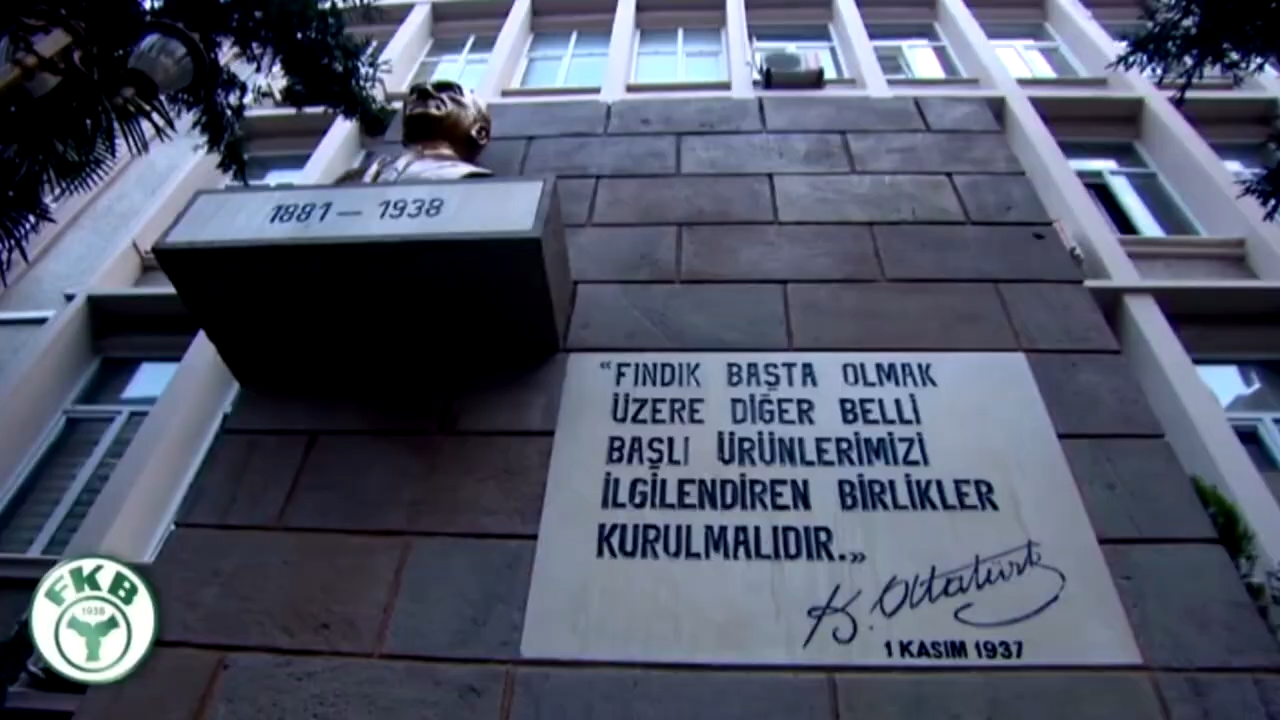 1881 — 1938
“FINDIK BAŞTA OLMAK
ÜZERE DİĞER BELLİ
BAŞLI ÜRÜNLERİMİZİ
İLGİLENDİREN BİRLİKLER
KURULMALIDIR.„
K. Atatürk
1 KASIM 1937
FKB
1938